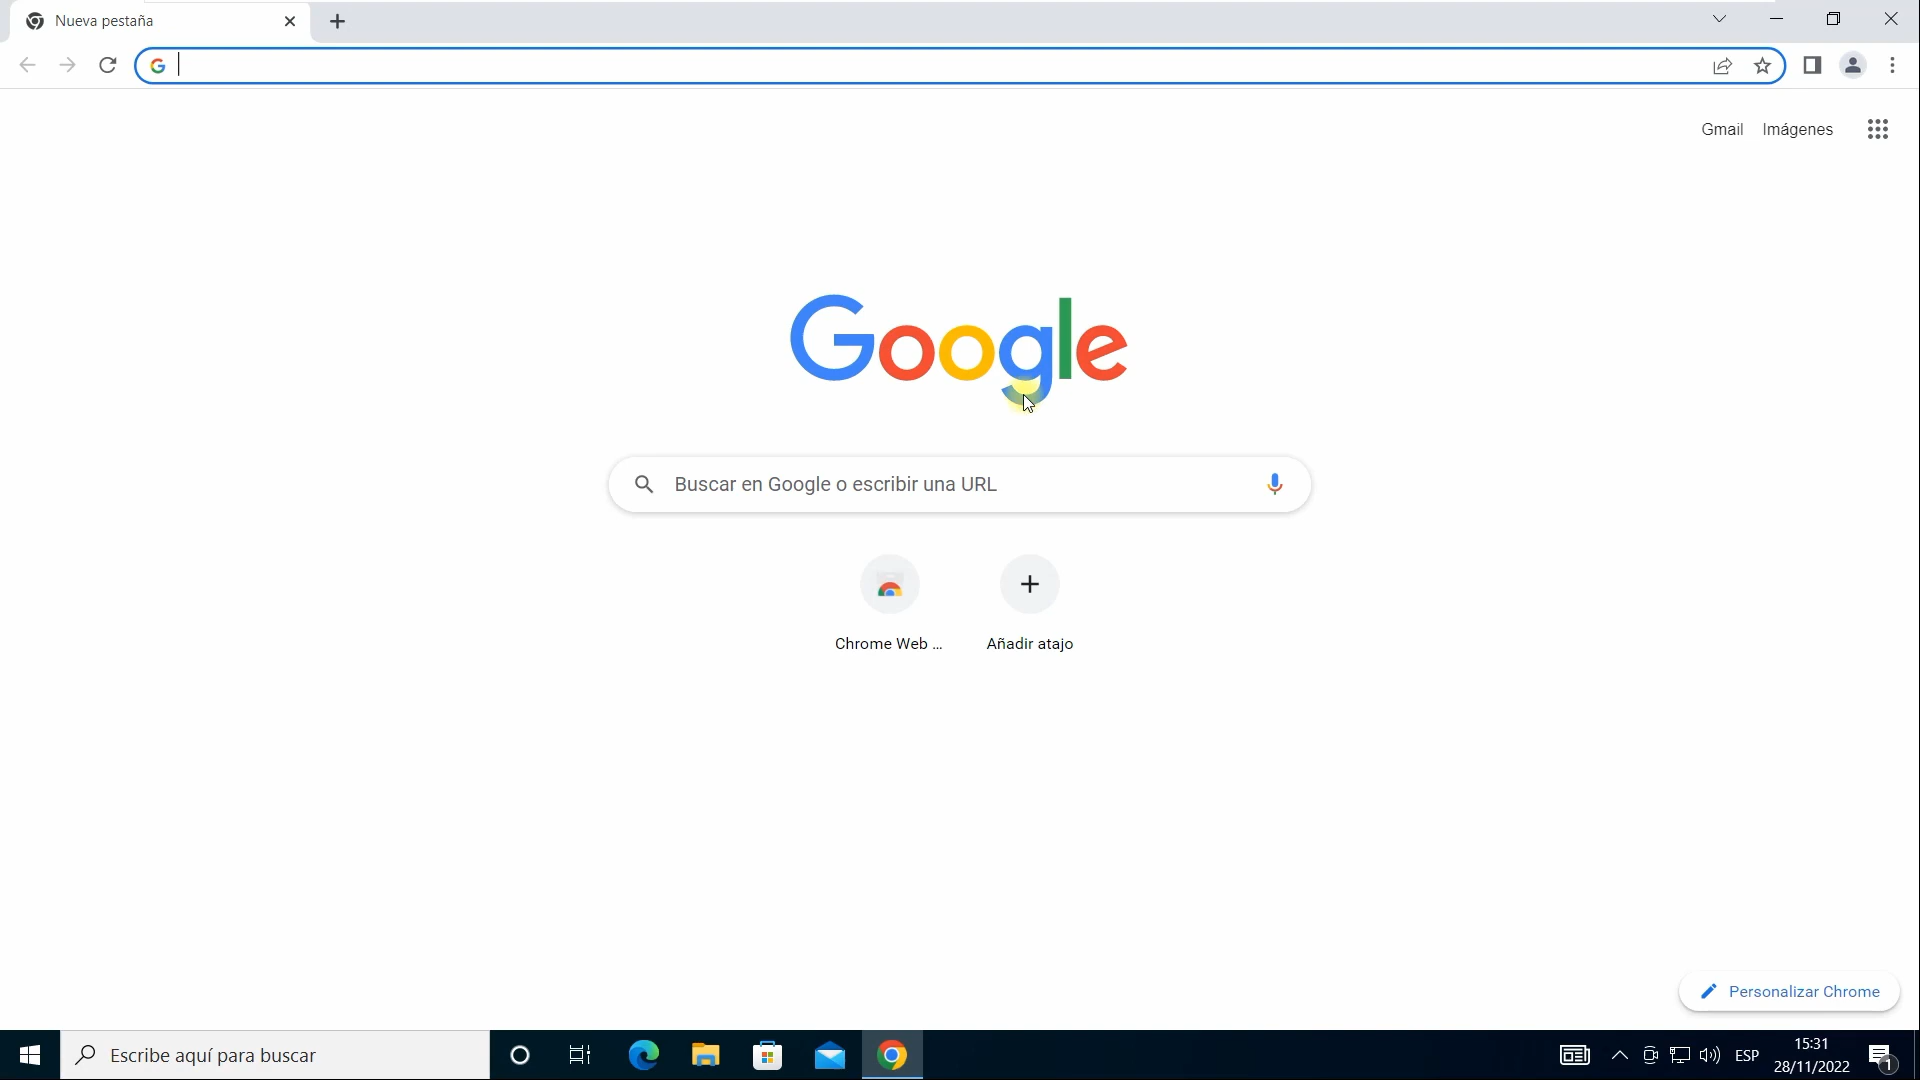 Nueva pestaña
Gmail Imágenes
Google
Buscar en Google o escribir una URL
Chrome Web ...
Añadir atajo
Personalizar Chrome
Escribe aquí para buscar
ESP
15:31
28/11/2022
1